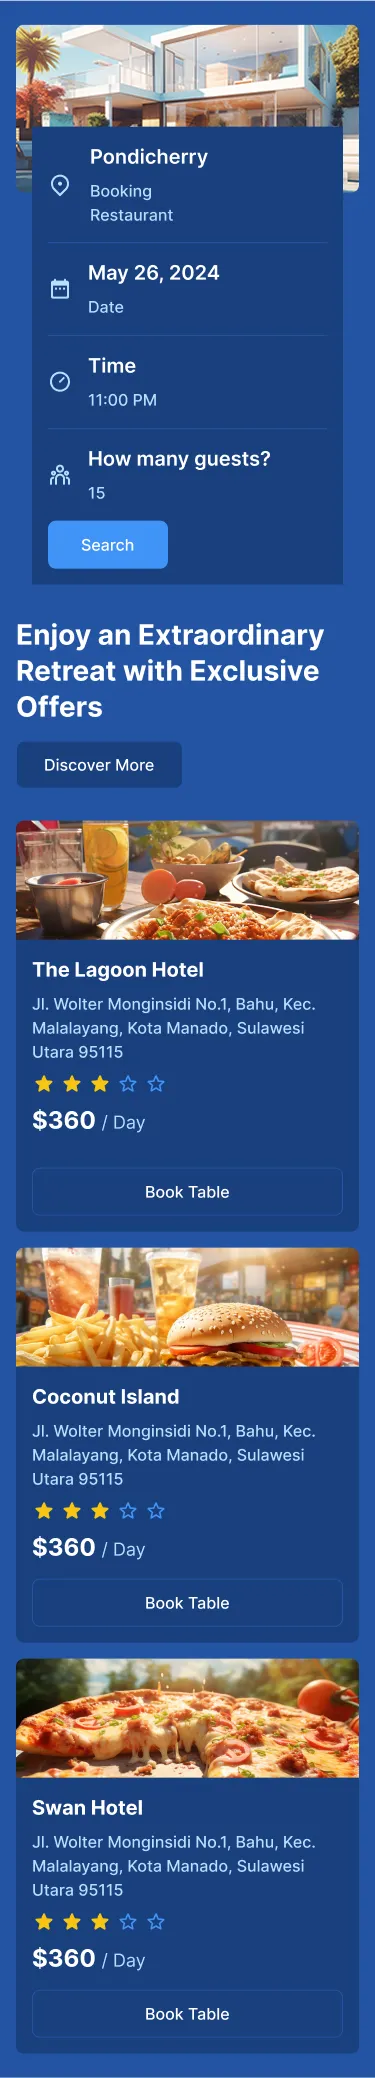 Pondicherry
Booking
Restaurant
May 26, 2024
Date
Time
11:00 PM
How many guests?
15
Search
Enjoy an Extraordinary
Retreat with Exclusive
Offers
Discover More
The Lagoon Hotel
Jl. Wolter Monginsidi No.1, Bahu, Kec.
Malalayang, Kota Manado, Sulawesi
Utara 95115
$360 / Day
Book Table
Coconut Island
Jl. Wolter Monginsidi No.1, Bahu, Kec.
Malalayang, Kota Manado, Sulawesi
Utara 95115
$360 / Day
Book Table
Swan Hotel
Jl. Wolter Monginsidi No.1, Bahu, Kec.
Malalayang, Kota Manado, Sulawesi
Utara 95115
$360 / Day
Book Table